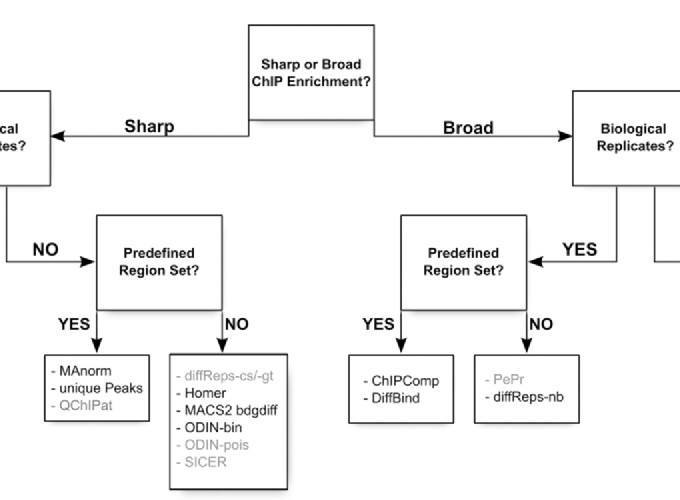 Sharp or Broad
ChIP Enrichment?
Sharp
Broad
Biological
Replicates?
NO
Predefined
Region Set?
Predefined
Region Set?
YES
YES
NO
YES
NO
- MAnorm
- unique Peaks
- QChIPat
- diffReps-cs/-gt
- Homer
- MACS2 bdgdiff
- ODIN-bin
- ODIN-pois
- SICER
- ChIPComp
- DiffBind
- PePr
- diffReps-nb